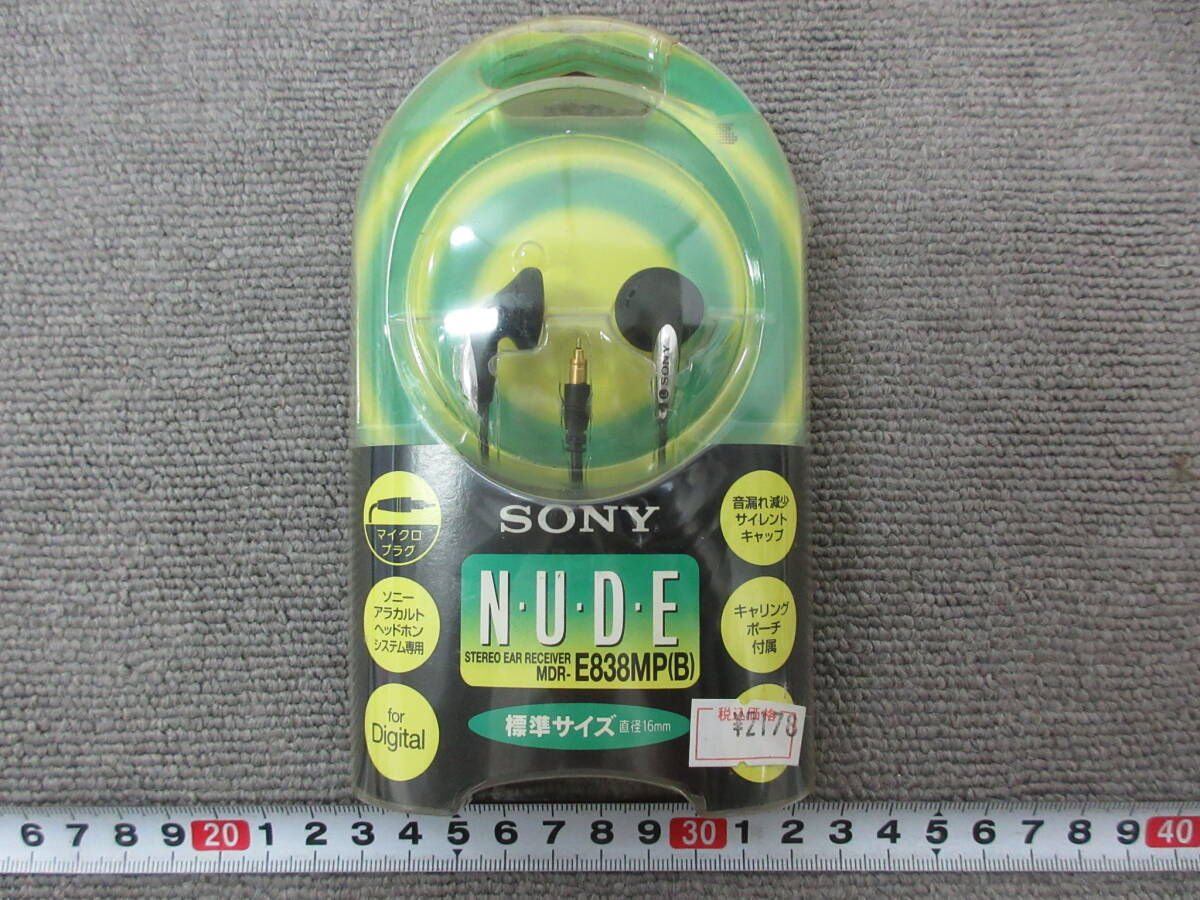 SONY
SONY
N·U·D·E
STEREO EAR RECEIVER
MDR-E838MP(B)
標準サイズ 直径16mm
マイクロ
プラグ
ソニー
アラカルト
ヘッドホン
システム専用
for
Digital
音漏れ減少
サイレント
キャップ
キャリング
ポーチ
付属
税込価格
¥2178
6 7 8 9 20 1 2 3 4 5 6 7 8 9 30 1 2 3 4 5 6 7 8 9 40